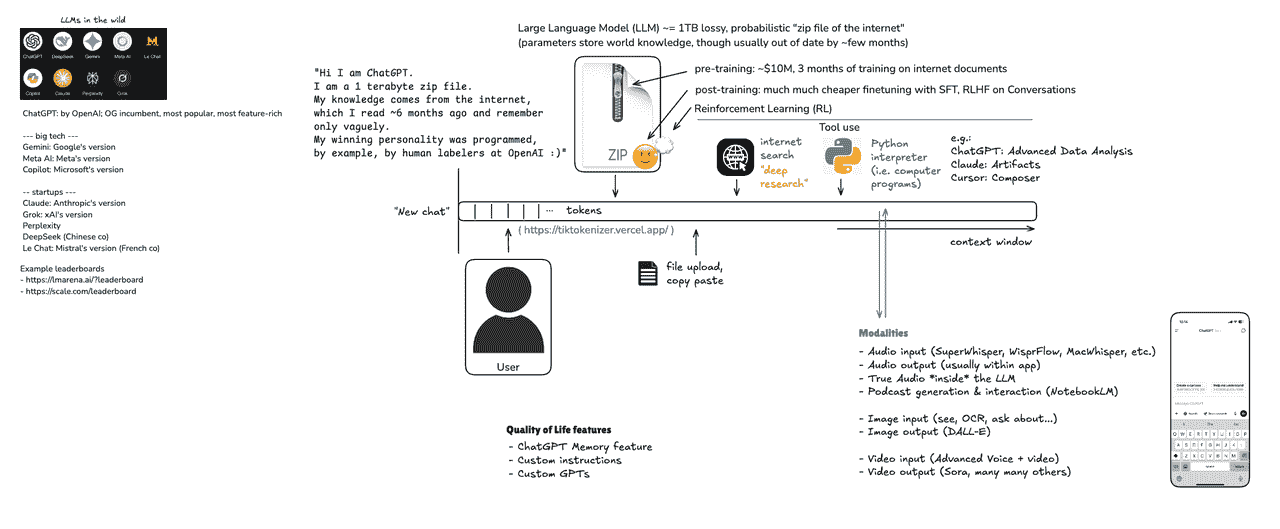 LLMs in the wild
ChatGPT DeepSeek Gemini Meta AI Le Chat
Copilot Claude Perplexity Grok
ChatGPT: by OpenAI; OG incumbent, most popular, most feature-rich
--- big tech ---
Gemini: Google's version
Meta AI: Meta's version
Copilot: Microsoft's version
-- startups ---
Claude: Anthropic's version
Grok: xAI's version
Perplexity
DeepSeek (Chinese co)
Le Chat: Mistral's version (French co)
Example leaderboards
- https://lmarena.ai/?leaderboard
- https://scale.com/leaderboard
Large Language Model (LLM) ~= 1TB lossy, probabilistic "zip file of the internet"
(parameters store world knowledge, though usually out of date by ~few months)
"Hi I am ChatGPT.
I am a 1 terabyte zip file.
My knowledge comes from the internet,
which I read ~6 months ago and remember
only vaguely.
My winning personality was programmed,
by example, by human labelers at OpenAI :)"
ZIP
pre-training: ~$10M, 3 months of training on internet documents
post-training: much much cheaper finetuning with SFT, RLHF on Conversations
Reinforcement Learning (RL)
Tool use
WWW
internet
search
"deep
research"
Python
interpreter
(i.e. computer
programs)
e.g.:
ChatGPT: Advanced Data Analysis
Claude: Artifacts
Cursor: Composer
"New chat"
... tokens
( https://tiktokenizer.vercel.app/ )
context window
file upload,
copy paste
User
Modalities
- Audio input (SuperWhisper, WisprFlow, MacWhisper, etc.)
- Audio output (usually within app)
- True Audio *inside* the LLM
- Podcast generation & interaction (NotebookLM)
- Image input (see, OCR, ask about...)
- Image output (DALL-E)
- Video input (Advanced Voice + video)
- Video output (Sora, many many others)
Quality of Life features
- ChatGPT Memory feature
- Custom instructions
- Custom GPTs
ChatGPT
Q W E R T Y U I O P
A S D F G H J K L
Z X C V B N M